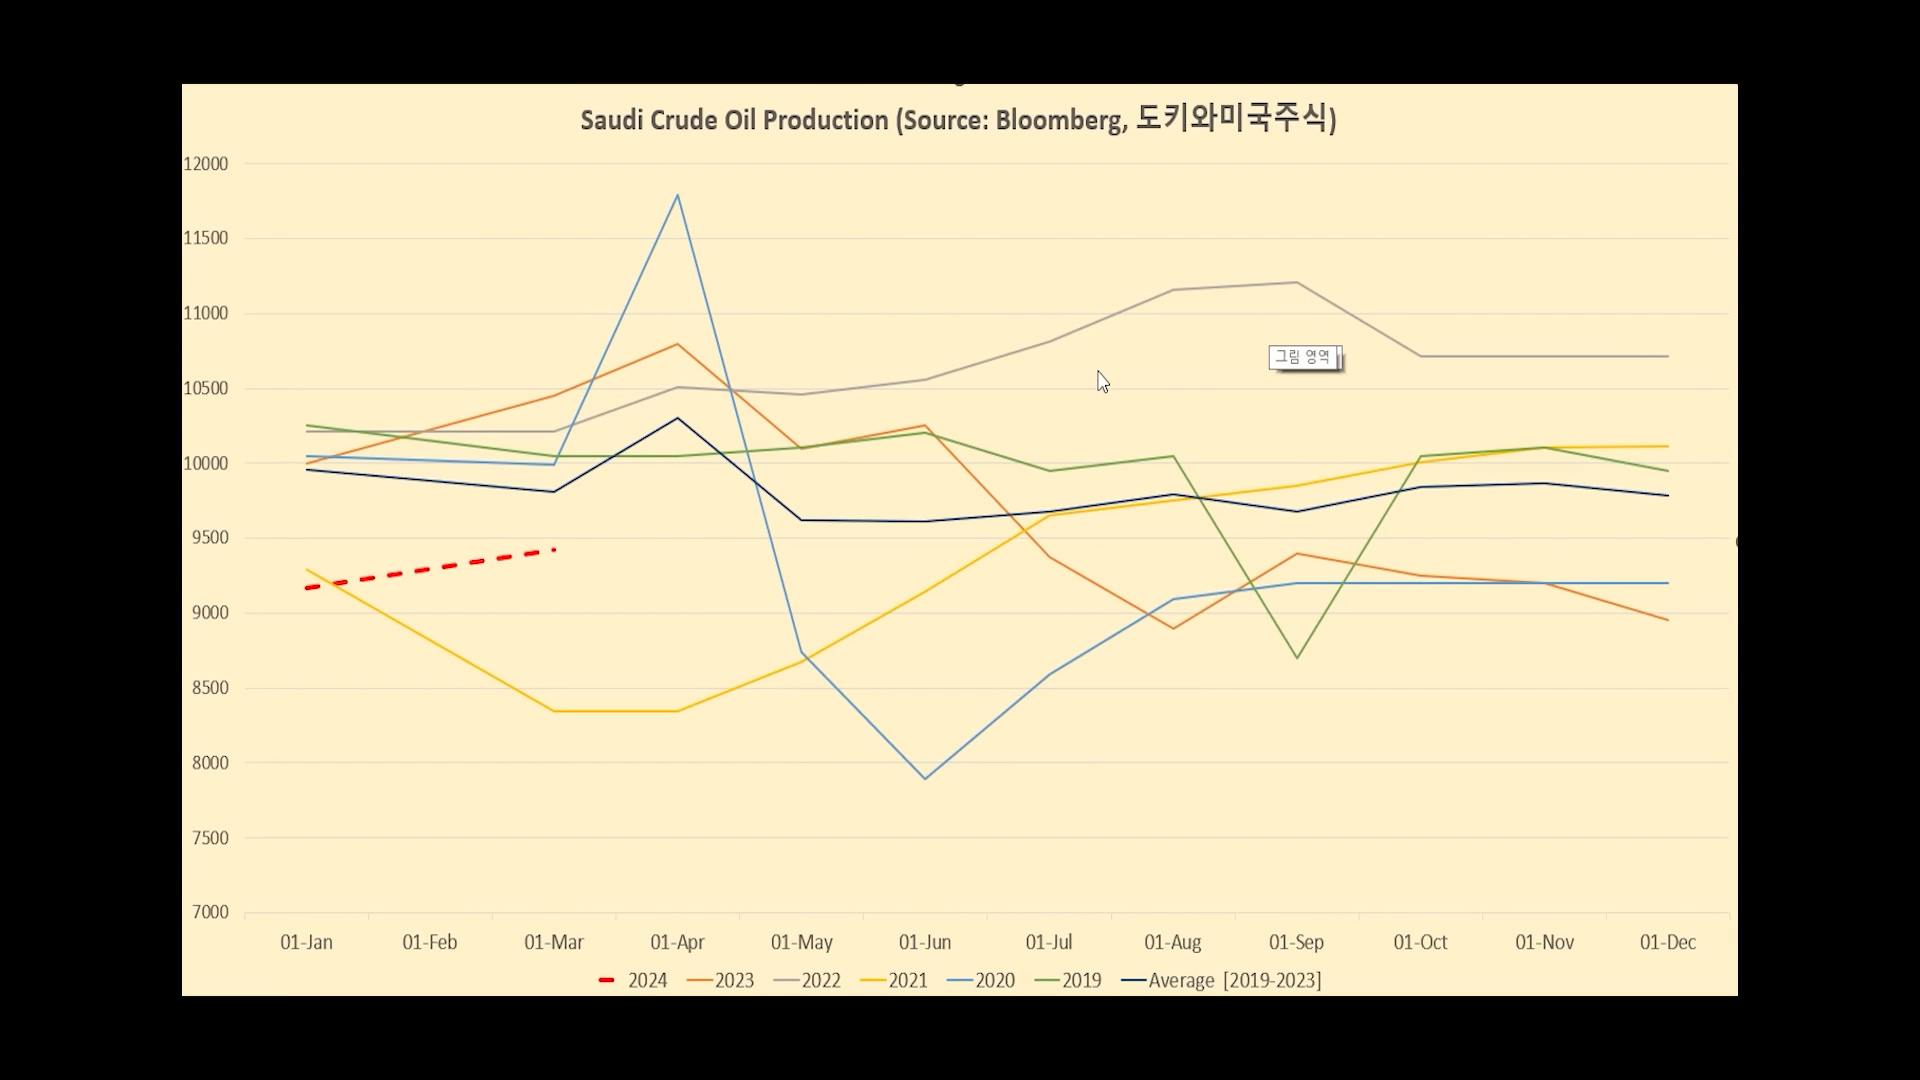 Saudi Crude Oil Production (Source: Bloomberg, 도키와미국주식)
12000
11500
11000
10500
10000
9500
9000
8500
8000
7500
7000
그림 영역
01-Jan 01-Feb 01-Mar 01-Apr 01-May 01-Jun 01-Jul 01-Aug 01-Sep 01-Oct 01-Nov 01-Dec
2024 2023 2022 2021 2020 2019 Average [2019-2023]